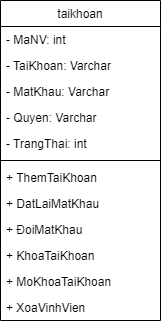 taikhoan
- MaNV: int
- TaiKhoan: Varchar
- MatKhau: Varchar
- Quyen: Varchar
- TrangThai: int
+ ThemTaiKhoan
+ DatLaiMatKhau
+ ĐoiMatKhau
+ KhoaTaiKhoan
+ MoKhoaTaiKhoan
+ XoaVinhVien